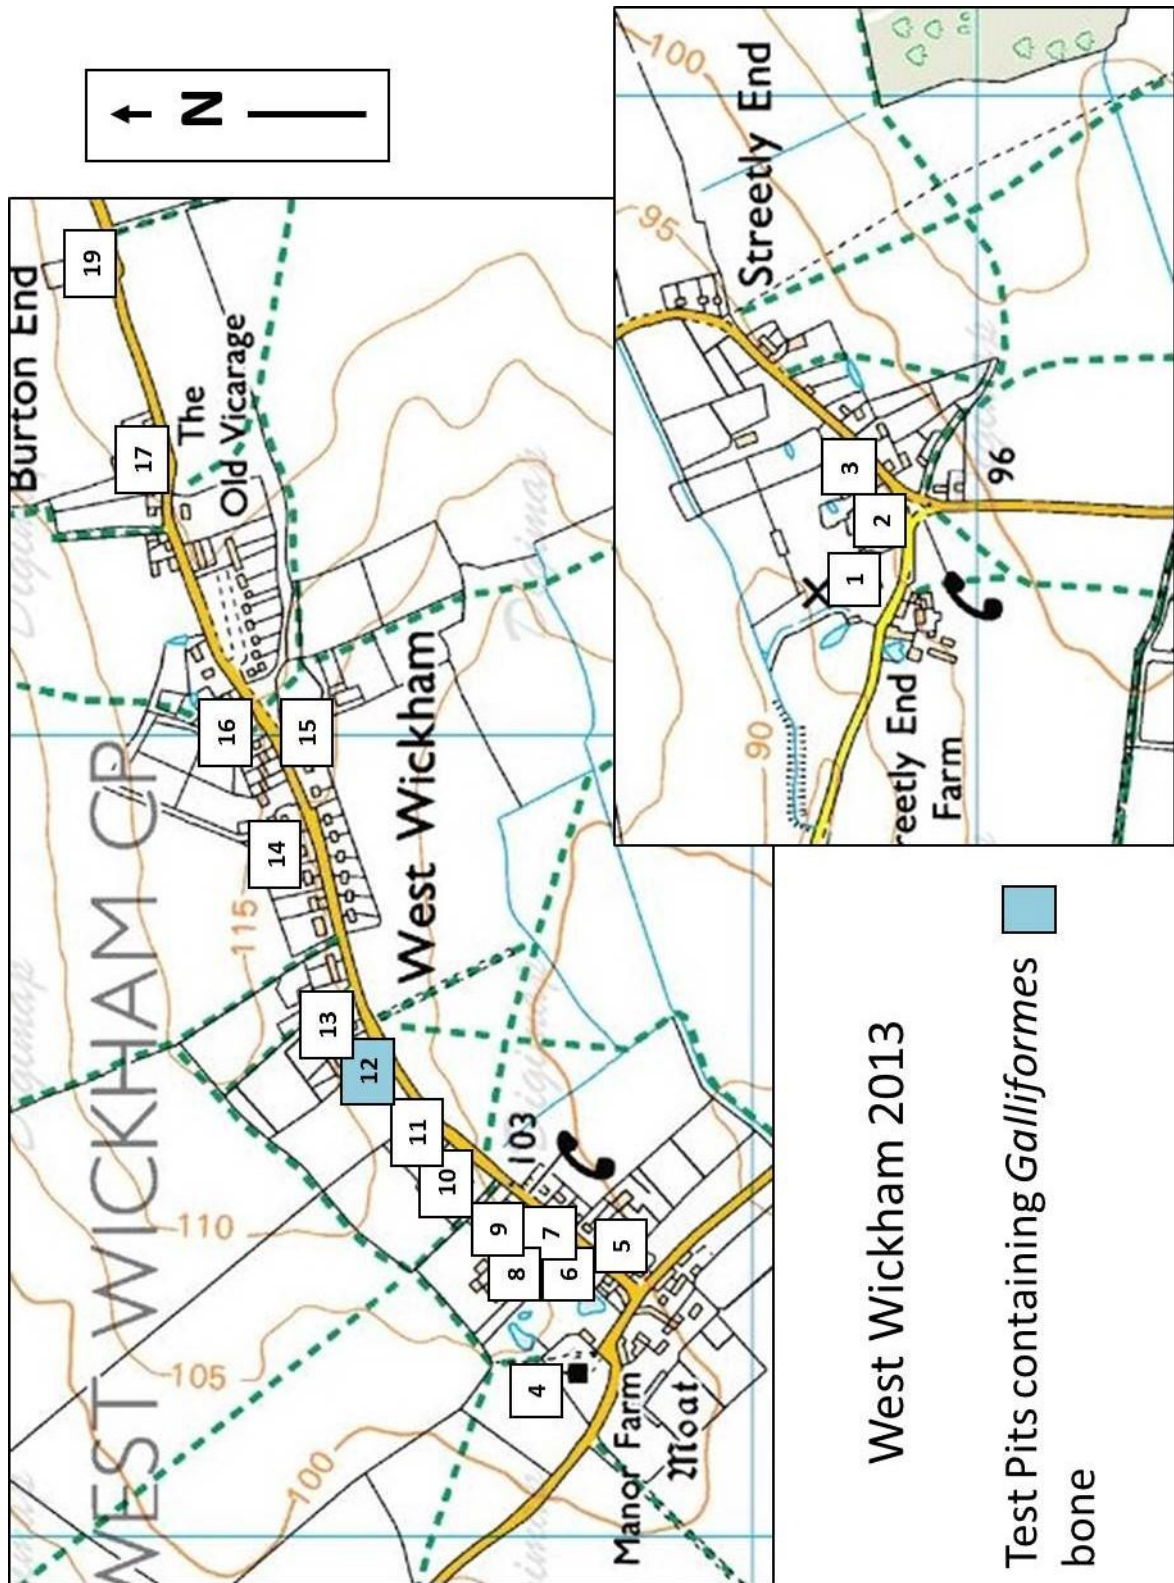 N
Burton End
19
17
The
Old Vicarage
16
15
14
115
WEST WICKHAM CP
West Wickham
13
12
11
10
103
110
9
8
7
6
5
4
105
100
Manor Farm
Moat
Digimap
100
95
Streetly End
3
2
1
96
90
reetly End
Farm
West Wickham 2013
Test Pits containing Galliformes
bone